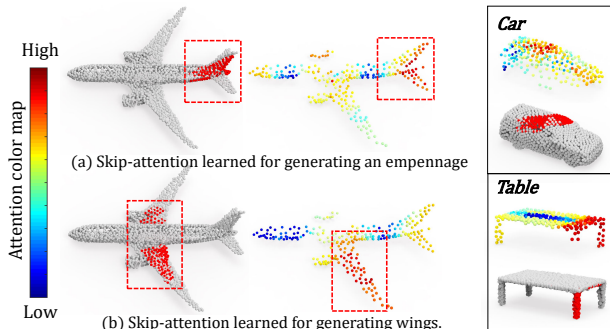 High
Attention color map
Low
(a) Skip-attention learned for generating an empennage
(b) Skip-attention learned for generating wings.
Car
Table